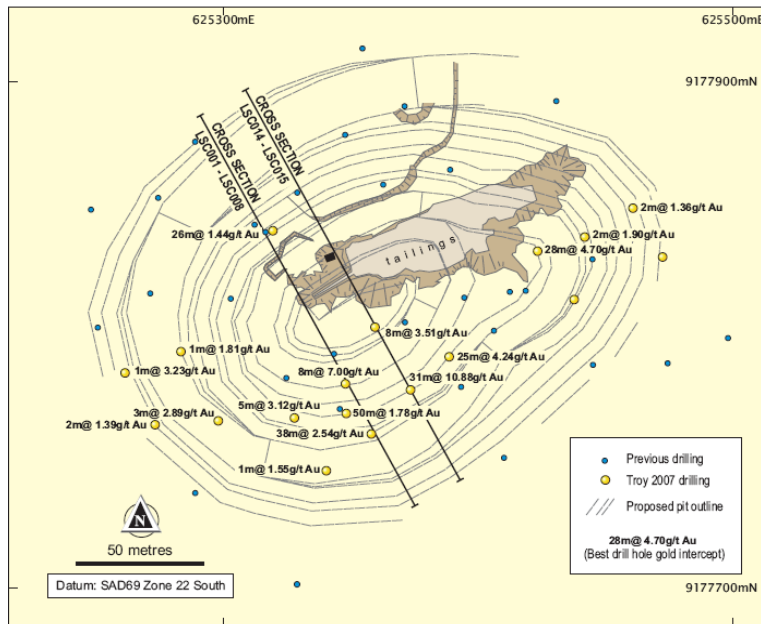 625300mE
625500mE
9177900mN
CROSS SECTION
LSC014 - LSC015
CROSS SECTION
LSC001 - LSC008
2m@ 1.36g/t Au
26m@ 1.44g/t Au
2m@ 1.90g/t Au
28m@ 4.70g/t Au
tailings
8m@ 3.51g/t Au
1m@ 1.81g/t Au
25m@ 4.24g/t Au
1m@ 3.23g/t Au
8m@ 7.00g/t Au
31m@ 10.88g/t Au
5m@ 3.12g/t Au
3m@ 2.89g/t Au
50m@ 1.78g/t Au
2m@ 1.39g/t Au
38m@ 2.54g/t Au
1m@ 1.55g/t Au
Previous drilling
Troy 2007 drilling
Proposed pit outline
28m@ 4.70g/t Au
(Best drill hole gold intercept)
N
50 metres
Datum: SAD69 Zone 22 South
9177700mN